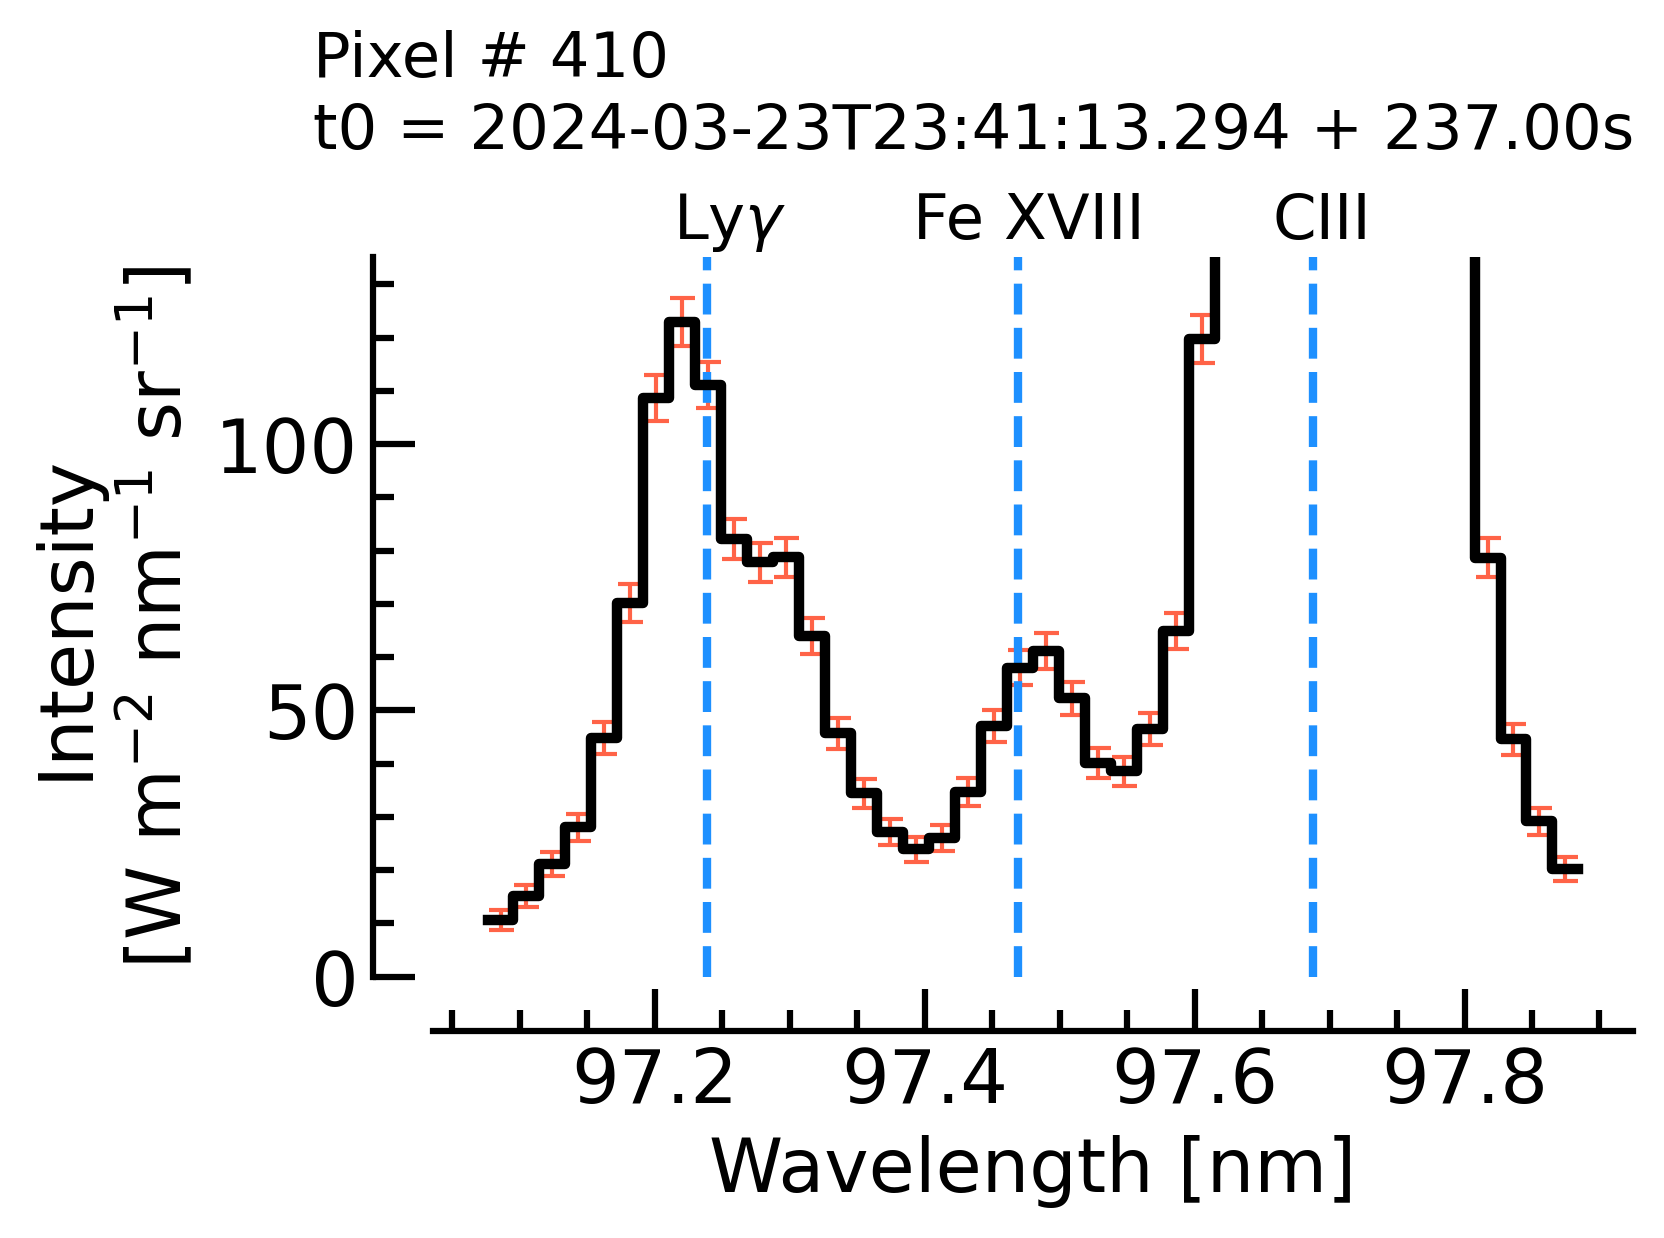 Pixel # 410
t0 = 2024-03-23T23:41:13.294 + 237.00s
Lyγ Fe XVIII CIII
Intensity
[W m⁻² nm⁻¹ sr⁻¹]
100
50
0
97.2 97.4 97.6 97.8
Wavelength [nm]